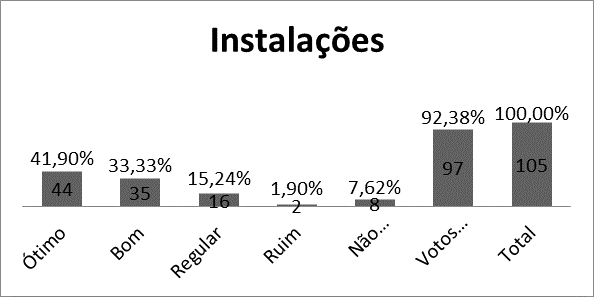 Instalações
41,90% 33,33% 15,24% 1,90% 7,62% 92,38% 100,00%
44 35 16 2 8 97 105
Ótimo Bom Regular Ruim Não... Votos... Total